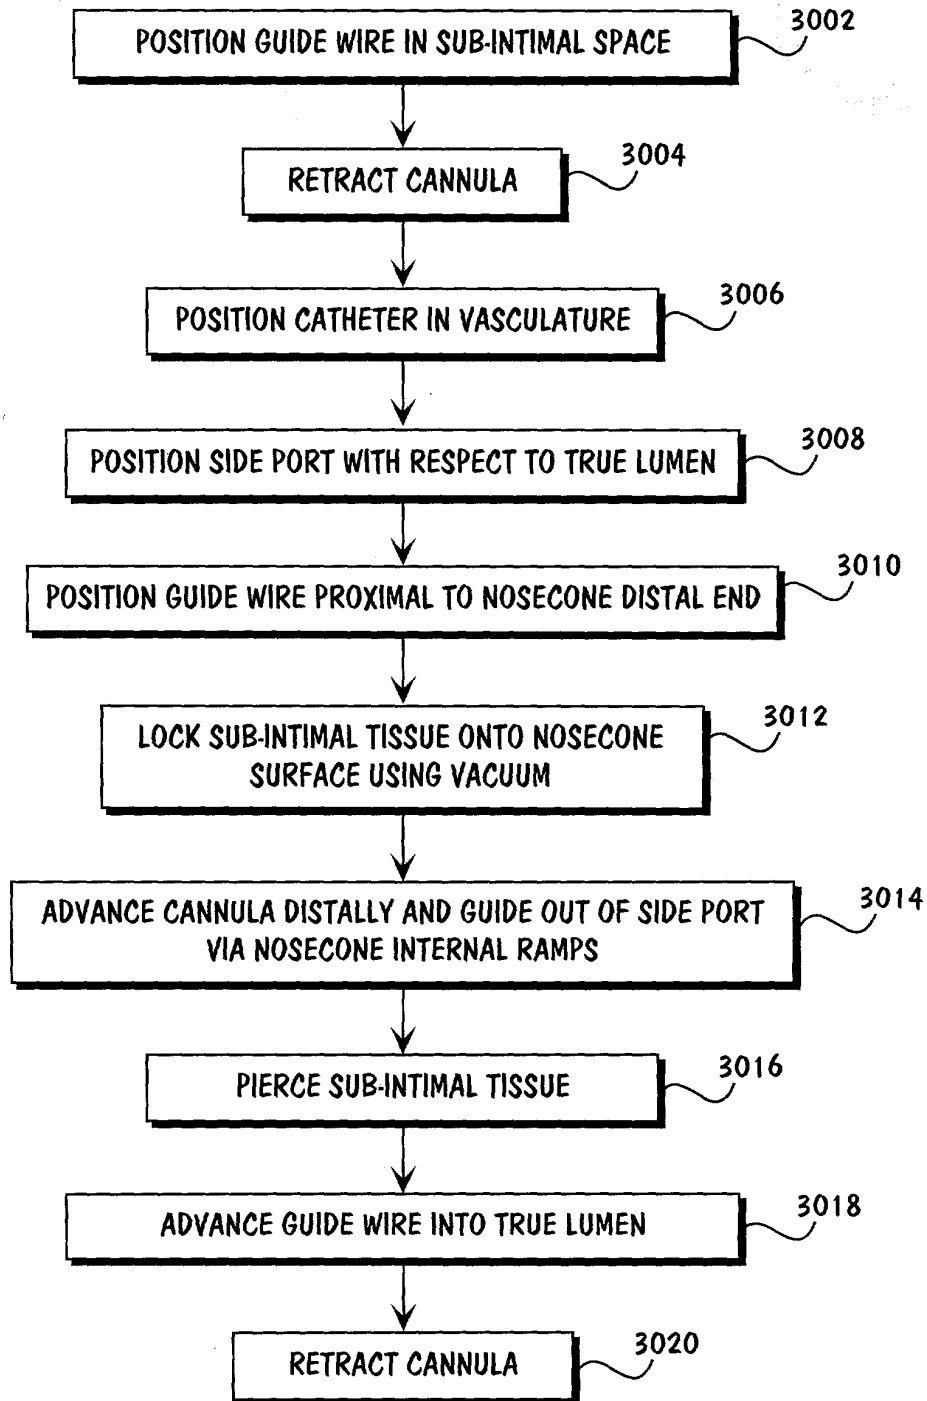 3002
POSITION GUIDE WIRE IN SUB-INTIMAL SPACE
3004
RETRACT CANNULA
3006
POSITION CATHETER IN VASCULATURE
3008
POSITION SIDE PORT WITH RESPECT TO TRUE LUMEN
3010
POSITION GUIDE WIRE PROXIMAL TO NOSECONE DISTAL END
3012
LOCK SUB-INTIMAL TISSUE ONTO NOSECONE
SURFACE USING VACUUM
3014
ADVANCE CANNULA DISTALLY AND GUIDE OUT OF SIDE PORT
VIA NOSECONE INTERNAL RAMPS
3016
PIERCE SUB-INTIMAL TISSUE
3018
ADVANCE GUIDE WIRE INTO TRUE LUMEN
3020
RETRACT CANNULA